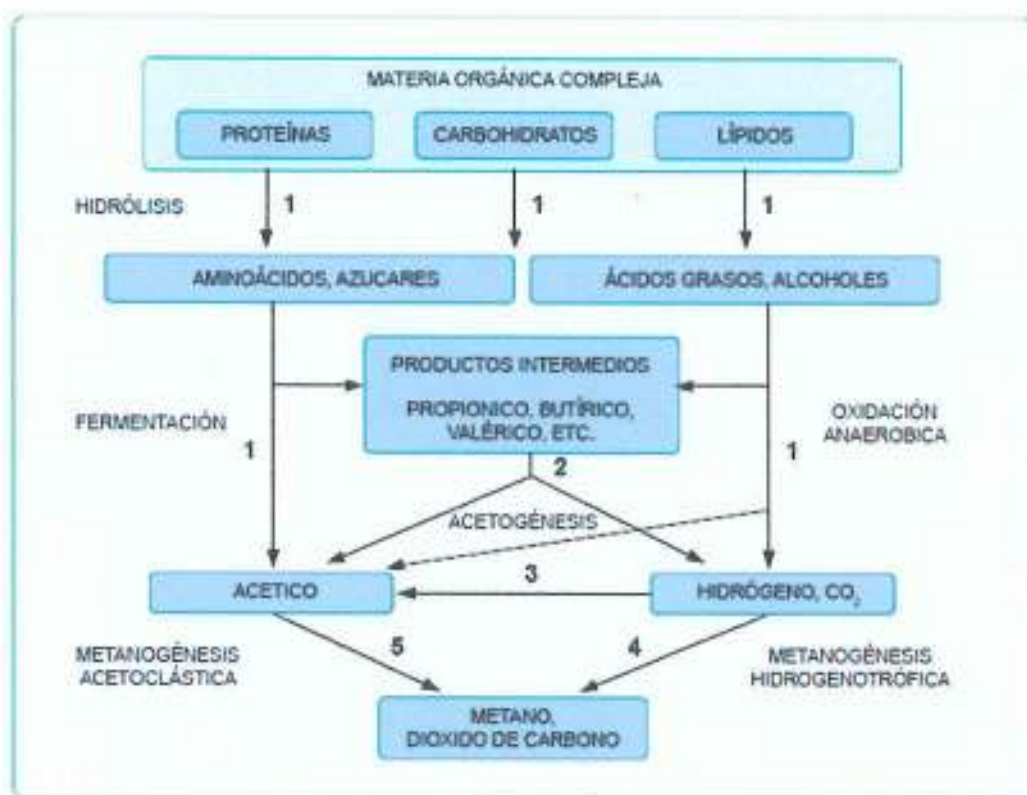 MATERIA ORGÁNICA COMPLEJA
PROTEÍNAS
CARBOHIDRATOS
LÍPIDOS
HIDRÓLISIS
1
1
1
AMINOÁCIDOS, AZUCARES
ÁCIDOS GRASOS, ALCOHOLES
PRODUCTOS INTERMEDIOS
PROPIONICO, BUTÍRICO,
VALÉRICO, ETC.
FERMENTACIÓN
1
OXIDACIÓN
ANAEROBICA
1
2
ACETOGÉNESIS
ACETICO
3
HIDRÓGENO, CO₂
METANOGÉNESIS
ACETOCLÁSTICA
5
4
METANOGÉNESIS
HIDROGENOTRÓFICA
METANO,
DIOXIDO DE CARBONO